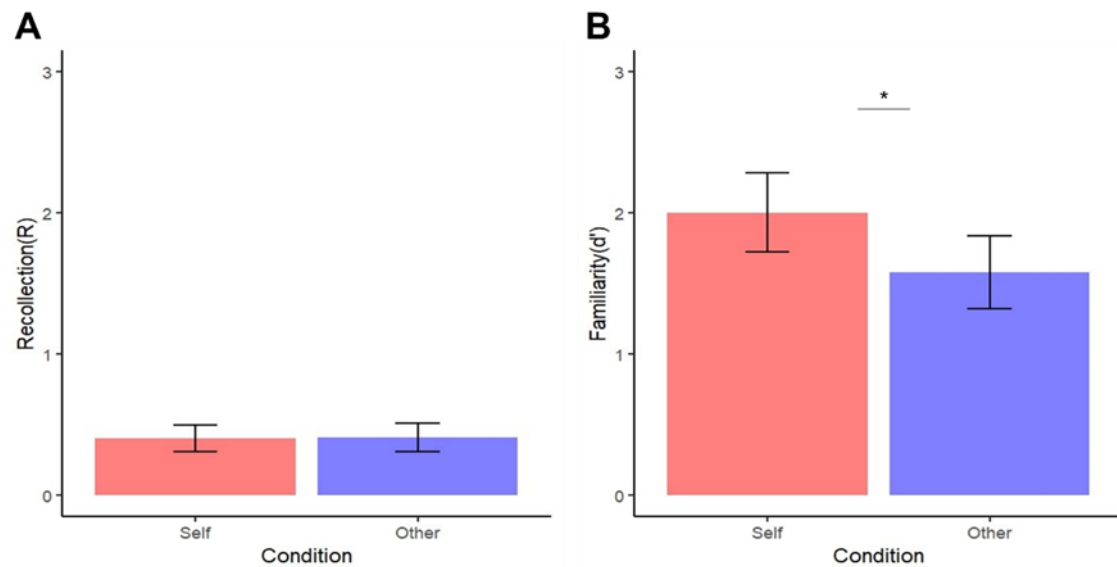 A
3
2
1
0
Recollection(R)
Self Other
Condition
B
3
2
1
0
Familiarity(d')
*
Self Other
Condition